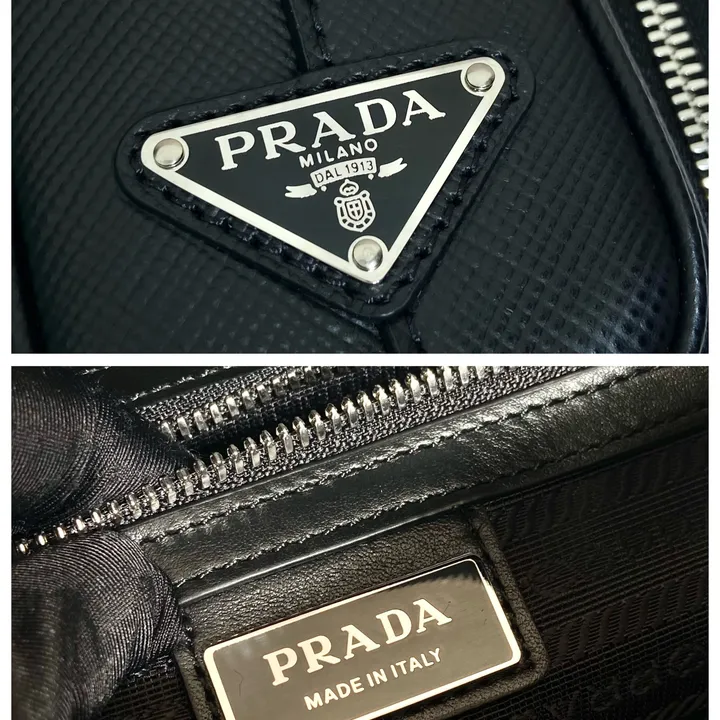 PRADA
MILANO
DAL 1913
PRADA
MADE IN ITALY